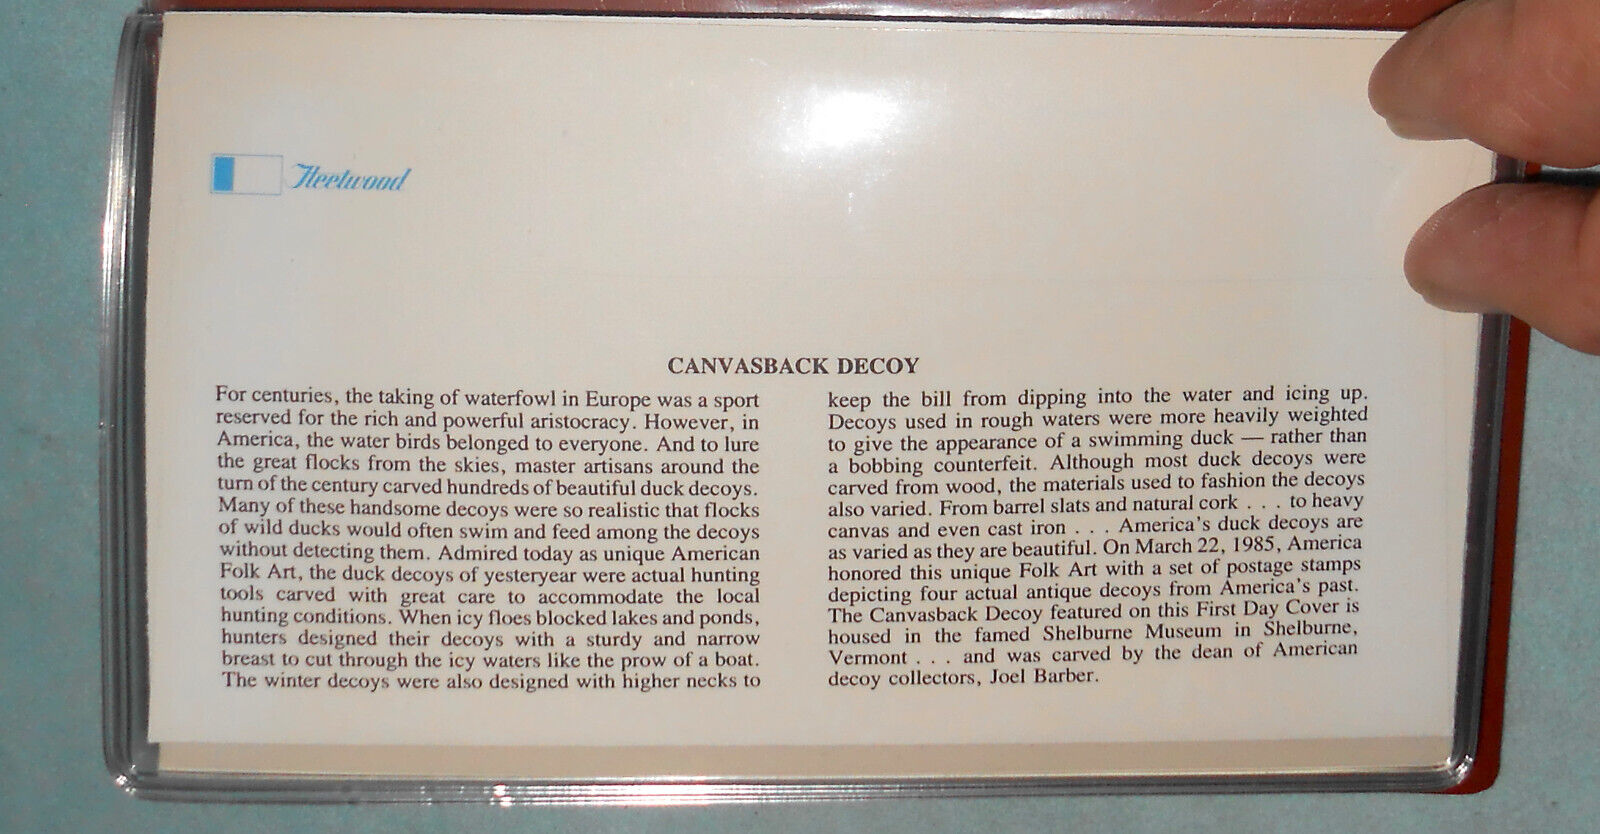 Fleetwood
CANVASBACK DECOY
For centuries, the taking of waterfowl in Europe was a sport
reserved for the rich and powerful aristocracy. However, in
America, the water birds belonged to everyone. And to lure
the great flocks from the skies, master artisans around the
turn of the century carved hundreds of beautiful duck decoys.
Many of these handsome decoys were so realistic that flocks
of wild ducks would often swim and feed among the decoys
without detecting them. Admired today as unique American
Folk Art, the duck decoys of yesteryear were actual hunting
tools carved with great care to accommodate the local
hunting conditions. When icy floes blocked lakes and ponds,
hunters designed their decoys with a sturdy and narrow
breast to cut through the icy waters like the prow of a boat.
The winter decoys were also designed with higher necks to
keep the bill from dipping into the water and icing up.
Decoys used in rough waters were more heavily weighted
to give the appearance of a swimming duck — rather than
a bobbing counterfeit. Although most duck decoys were
carved from wood, the materials used to fashion the decoys
also varied. From barrel slats and natural cork . . . to heavy
canvas and even cast iron . . . America's duck decoys are
as varied as they are beautiful. On March 22, 1985, America
honored this unique Folk Art with a set of postage stamps
depicting four actual antique decoys from America's past.
The Canvasback Decoy featured on this First Day Cover is
housed in the famed Shelburne Museum in Shelburne,
Vermont . . . and was carved by the dean of American
decoy collectors, Joel Barber.